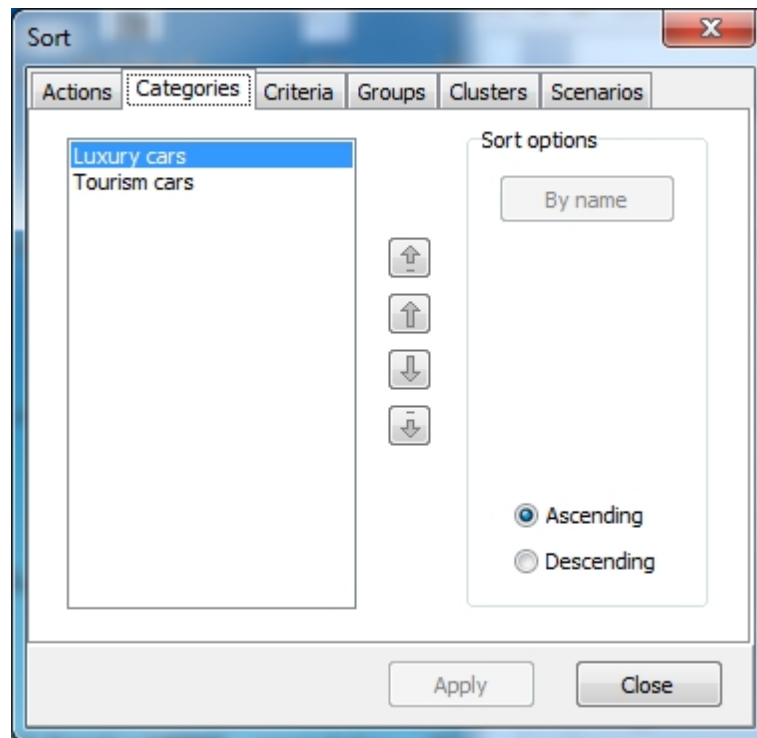 Sort
Actions Categories Criteria Groups Clusters Scenarios
Luxury cars
Tourism cars
Sort options
By name
Ascending
Descending
Apply Close